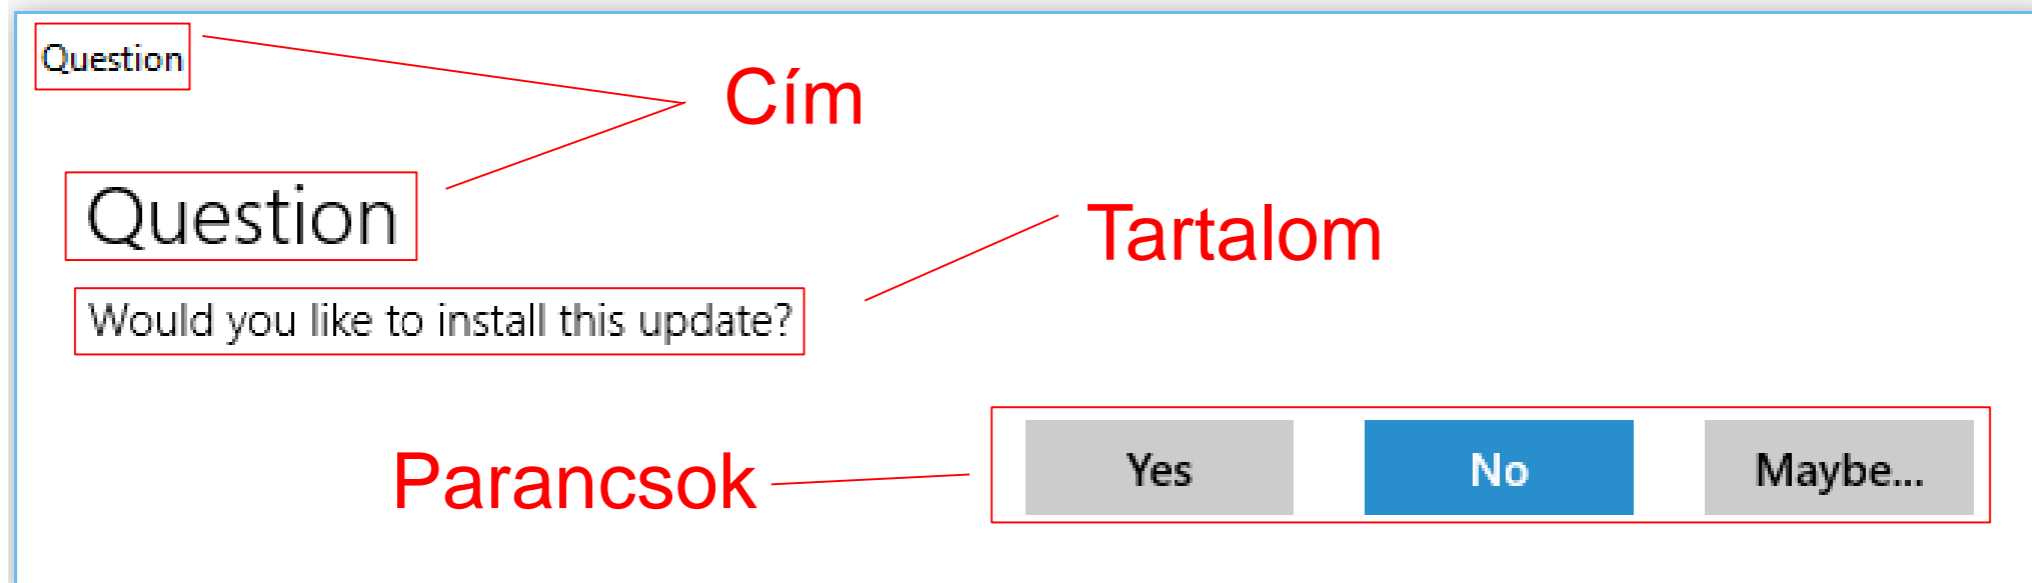 Question
Cím
Question
Tartalom
Would you like to install this update?
Parancsok
Yes
No
Maybe...